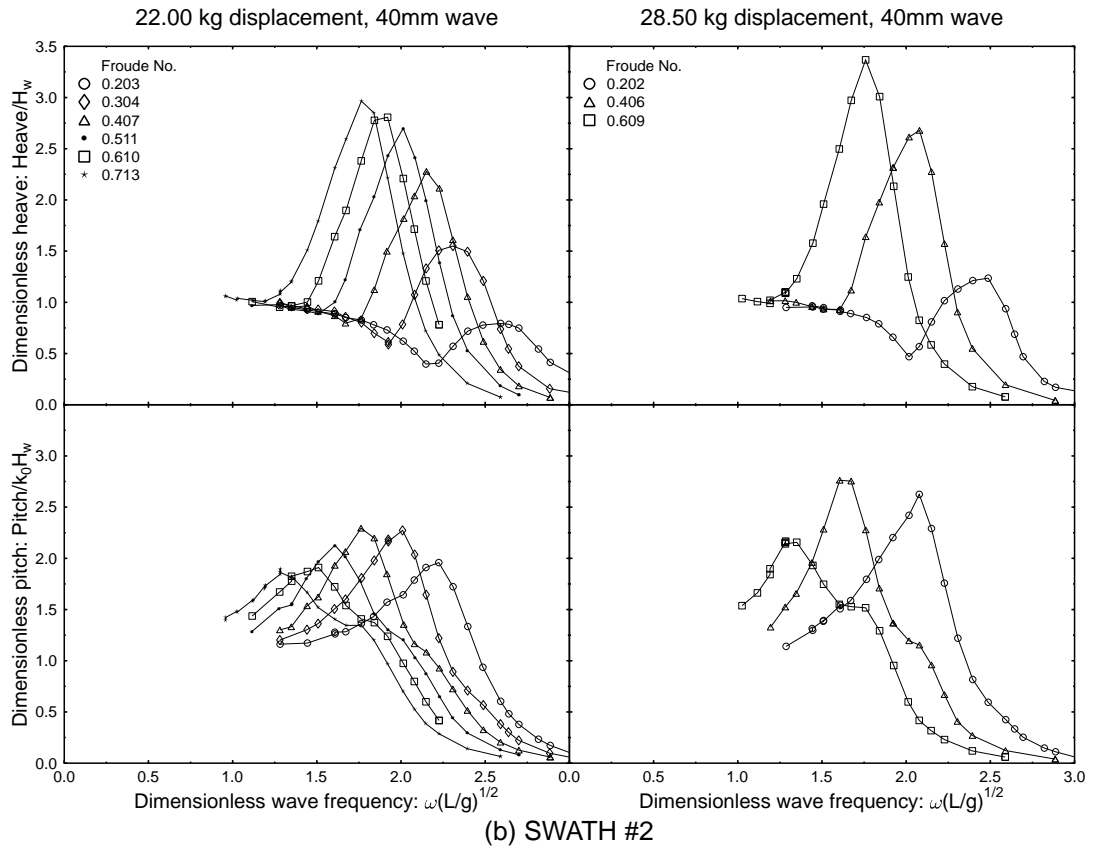 22.00 kg displacement, 40mm wave
28.50 kg displacement, 40mm wave
Dimensionless heave: Heave/H_w
3.5
3.0
2.5
2.0
1.5
1.0
0.5
0.0
Froude No.
0.203
0.304
0.407
0.511
0.610
0.713
Froude No.
0.202
0.406
0.609
Dimensionless pitch: Pitch/k_0H_w
2.5
2.0
1.5
1.0
0.5
0.0
0.0 0.5 1.0 1.5 2.0 2.5 0.0 0.5 1.0 1.5 2.0 2.5 3.0
Dimensionless wave frequency: ω(L/g)^1/2
Dimensionless wave frequency: ω(L/g)^1/2
(b) SWATH #2